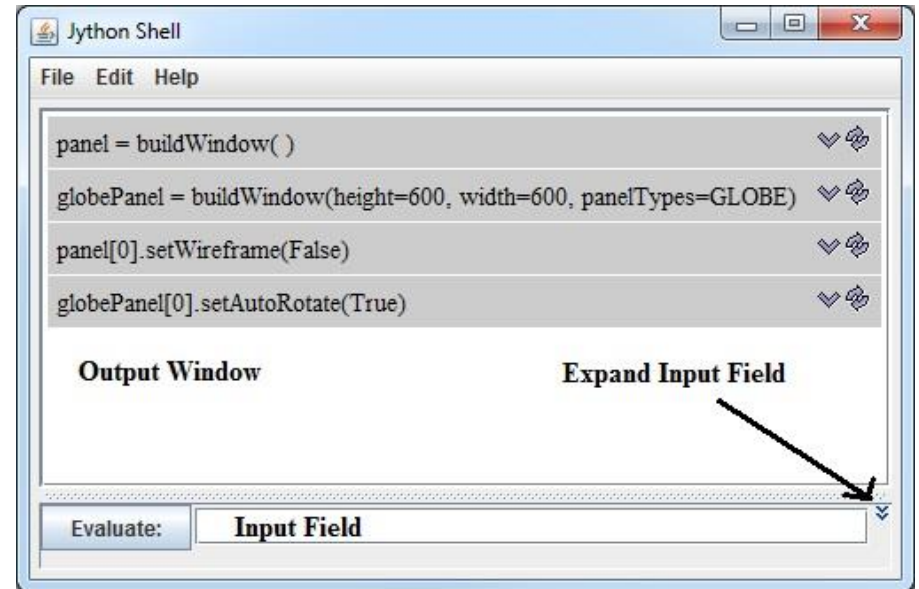 Jython Shell
File Edit Help
panel = buildWindow( )
globePanel = buildWindow(height=600, width=600, panelTypes=GLOBE)
panel[0].setWireframe(False)
globePanel[0].setAutoRotate(True)
Output Window Expand Input Field
Evaluate: Input Field